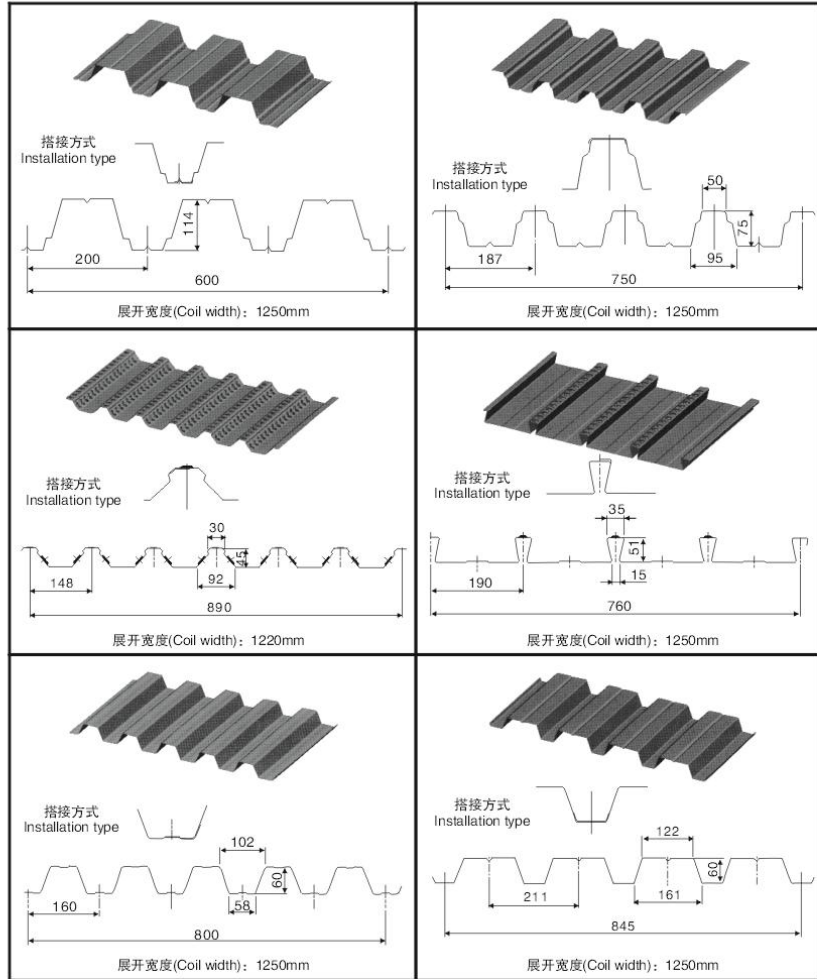 搭接方式
Installation type
114
200
600
展开宽度(Coil width)：1250mm
搭接方式
Installation type
50
75
187
95
750
展开宽度(Coil width)：1250mm
搭接方式
Installation type
30
45
148
92
890
展开宽度(Coil width)：1220mm
搭接方式
Installation type
35
51
190
15
760
展开宽度(Coil width)：1250mm
搭接方式
Installation type
102
60
160
58
800
展开宽度(Coil width)：1250mm
搭接方式
Installation type
122
60
211
161
845
展开宽度(Coil width)：1250mm